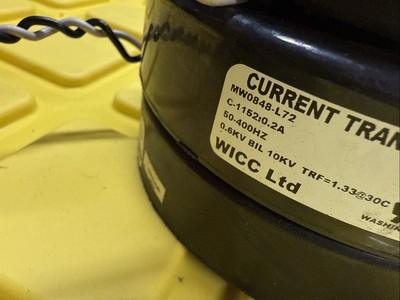 CURRENT TRAN
MW0848-L72
C-1152:0.2A
50-400HZ
0.6KV BIL 10KV TRF=1.33@30C
WICC Ltd
WASHIN